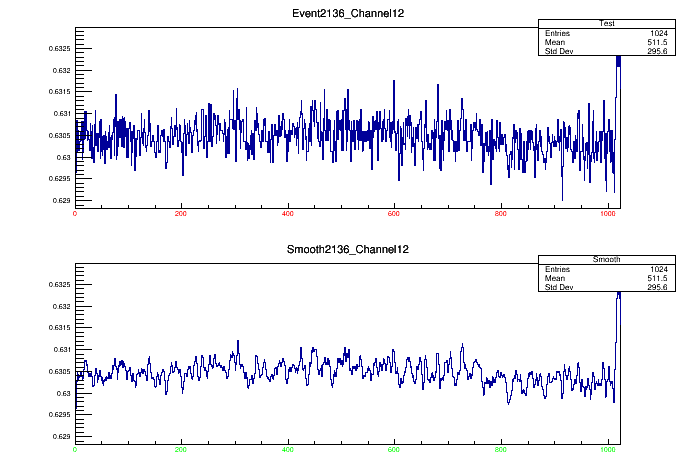 Event2136_Channel12
Test
Entries 1024
Mean 511.5
Std Dev 295.6
0.6325
0.632
0.6315
0.631
0.6305
0.63
0.6295
0.629
0 200 400 600 800 1000
Smooth2136_Channel12
Smooth
Entries 1024
Mean 511.5
Std Dev 295.6
0.6325
0.632
0.6315
0.631
0.6305
0.63
0.6295
0.629
0 200 400 600 800 1000